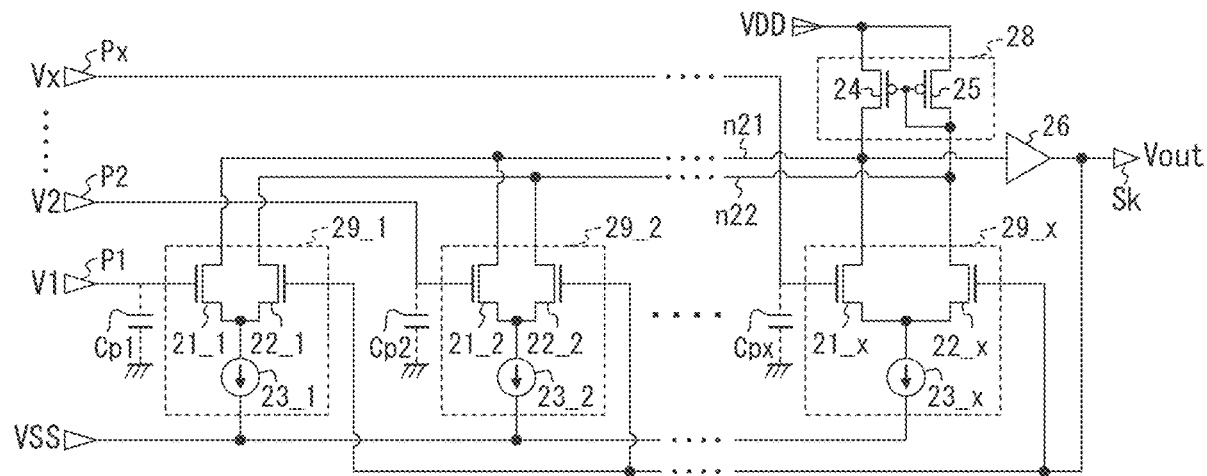 VDD
28
Vx Px
24 25
n21
26
Vout
Sk
V2 P2
n22
29_1 29_2 29_x
V1 P1
Cp1 21_1 22_1 Cp2 21_2 22_2 Cpx 21_x 22_x
23_1 23_2 23_x
VSS